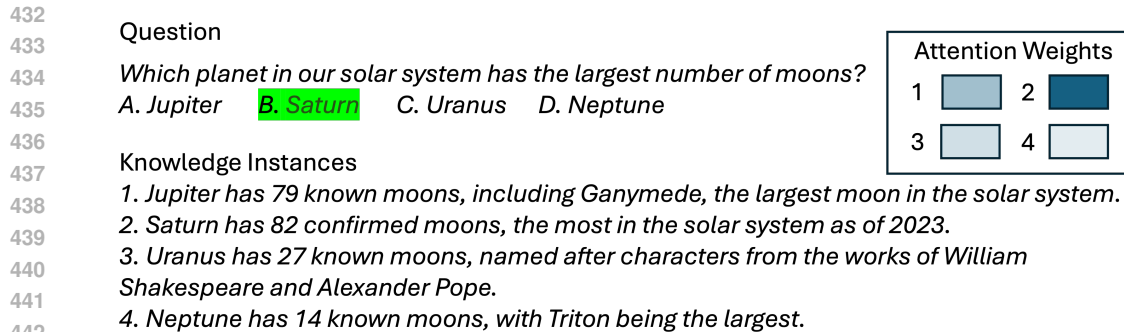 432
Question
433
Attention Weights
434 Which planet in our solar system has the largest number of moons?
1 2
435 A. Jupiter B. Saturn C. Uranus D. Neptune
436
3 4
437 Knowledge Instances
438 1. Jupiter has 79 known moons, including Ganymede, the largest moon in the solar system.
439 2. Saturn has 82 confirmed moons, the most in the solar system as of 2023.
440 3. Uranus has 27 known moons, named after characters from the works of William
441 Shakespeare and Alexander Pope.
442 4. Neptune has 14 known moons, with Triton being the largest.